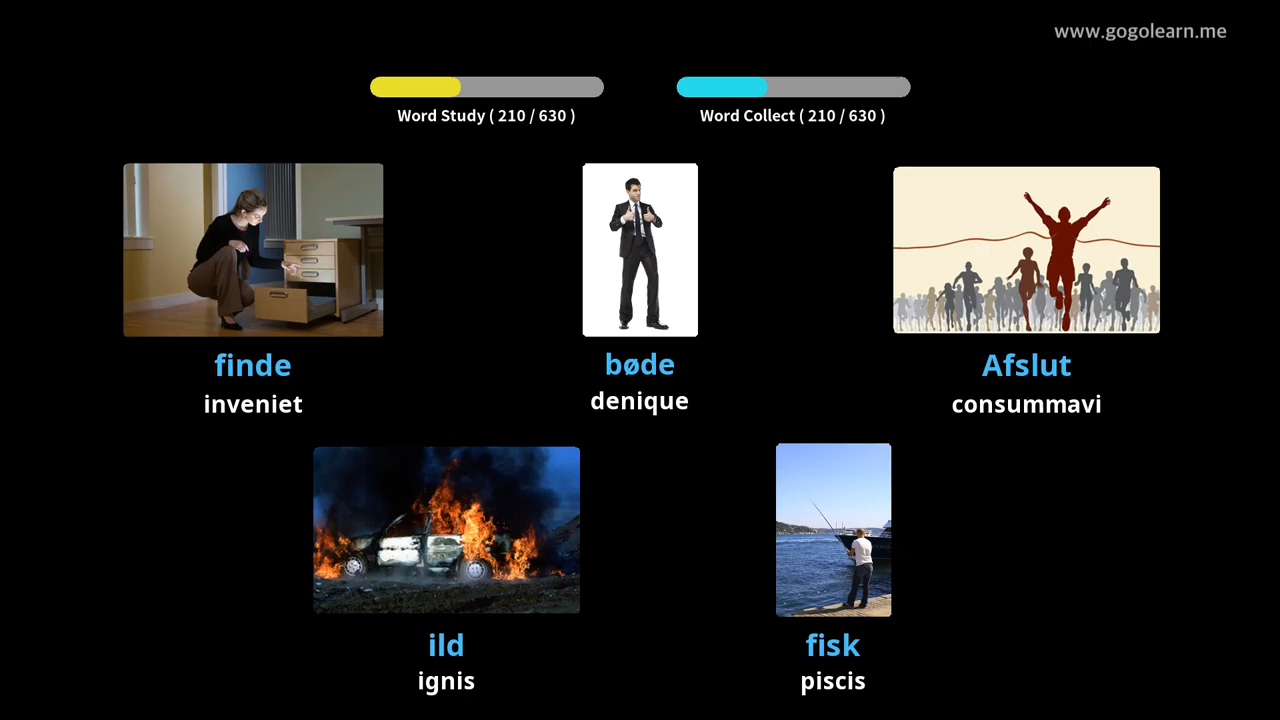 www.gogolearn.me
Word Study ( 210 / 630 )
Word Collect ( 210 / 630 )
finde
inveniet
bøde
denique
Afslut
consummavi
ild
ignis
fisk
piscis